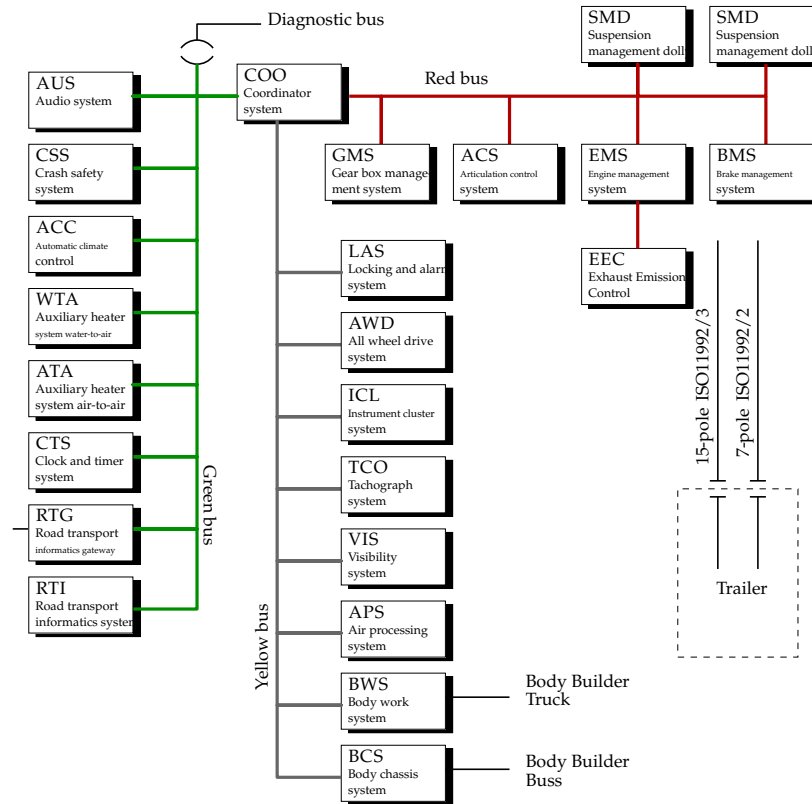 Diagnostic bus
SMD
Suspension
management doll
SMD
Suspension
management doll
AUS
Audio system
COO
Coordinator
system
Red bus
CSS
Crash safety
system
GMS
Gear box manage-
ment system
ACS
Articulation control
system
EMS
Engine management
system
BMS
Brake management
system
ACC
Automatic climate
control
LAS
Locking and alarm
system
EEC
Exhaust Emission
Control
WTA
Auxiliary heater
system water-to-air
AWD
All wheel drive
system
15-pole ISO11992/3
7-pole ISO11992/2
ATA
Auxiliary heater
system air-to-air
ICL
Instrument cluster
system
CTS
Clock and timer
system
Green bus
TCO
Tachograph
system
RTG
Road transport
informatics gateway
VIS
Visibility
system
RTI
Road transport
informatics system
Trailer
APS
Air processing
system
Yellow bus
BWS
Body work
system
Body Builder
Truck
BCS
Body chassis
system
Body Builder
Buss